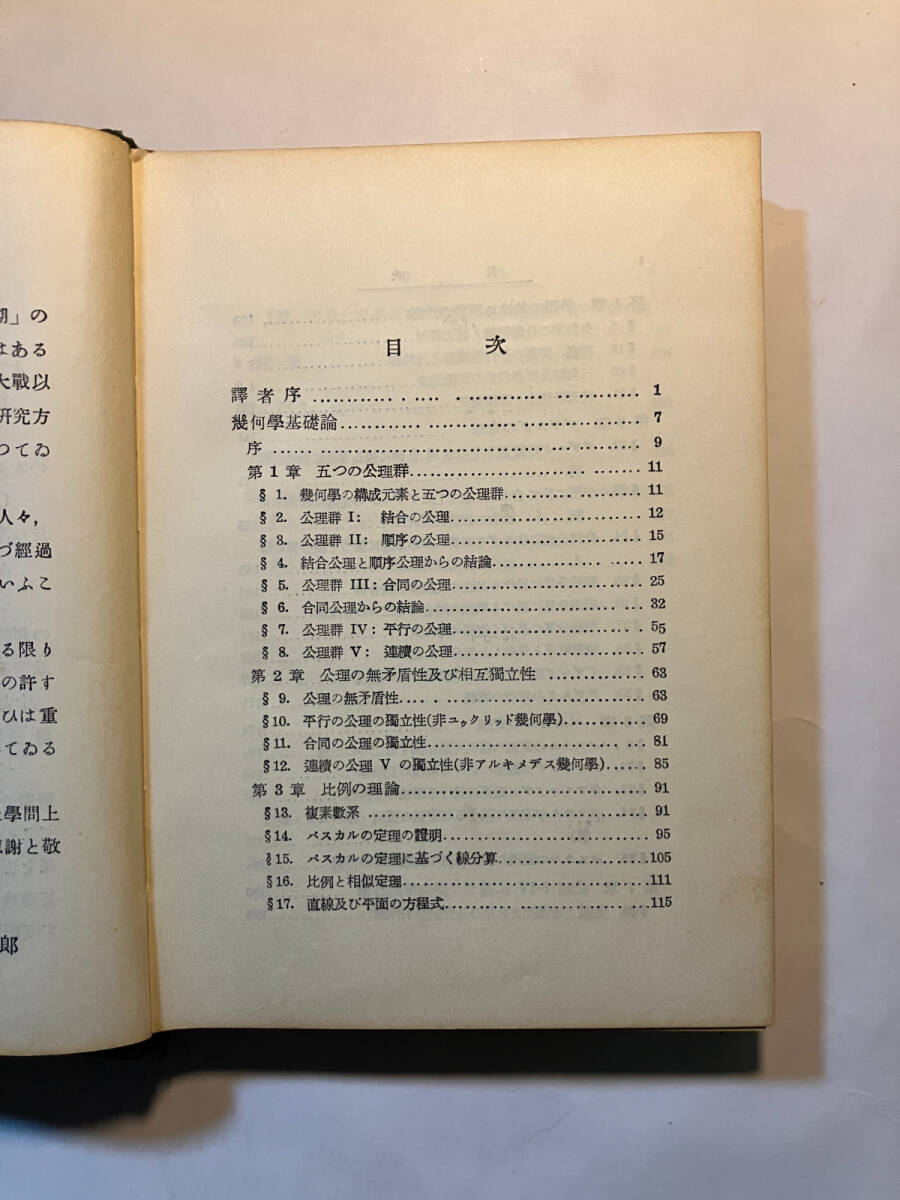 期」の
はある
大戰以
研究方
つてゐ
人々,
づ經過
いふこ
る限り
の許す
ひは重
てゐる
學問上
謝と敬
郎
目 次
譯者序 1
幾何學基礎論 7
序 9
第1章 五つの公理群 11
§ 1. 幾何學の構成元素と五つの公理群 11
§ 2. 公理群 I: 結合の公理 12
§ 3. 公理群 II: 順序の公理 15
§ 4. 結合公理と順序公理からの結論 17
§ 5. 公理群 III: 合同の公理 25
§ 6. 合同公理からの結論 32
§ 7. 公理群 IV: 平行の公理 55
§ 8. 公理群 V: 連續の公理 57
第2章 公理の無矛盾性及び相互獨立性 63
§ 9. 公理の無矛盾性 63
§10. 平行の公理の獨立性(非ユゥクリッド幾何學) 69
§11. 合同の公理の獨立性 81
§12. 連續の公理 V の獨立性(非アルキメデス幾何學) 85
第3章 比例の理論 91
§13. 複素數系 91
§14. パスカルの定理の證明 95
§15. パスカルの定理に基づく線分算 105
§16. 比例と相似定理 111
§17. 直線及び平面の方程式 115